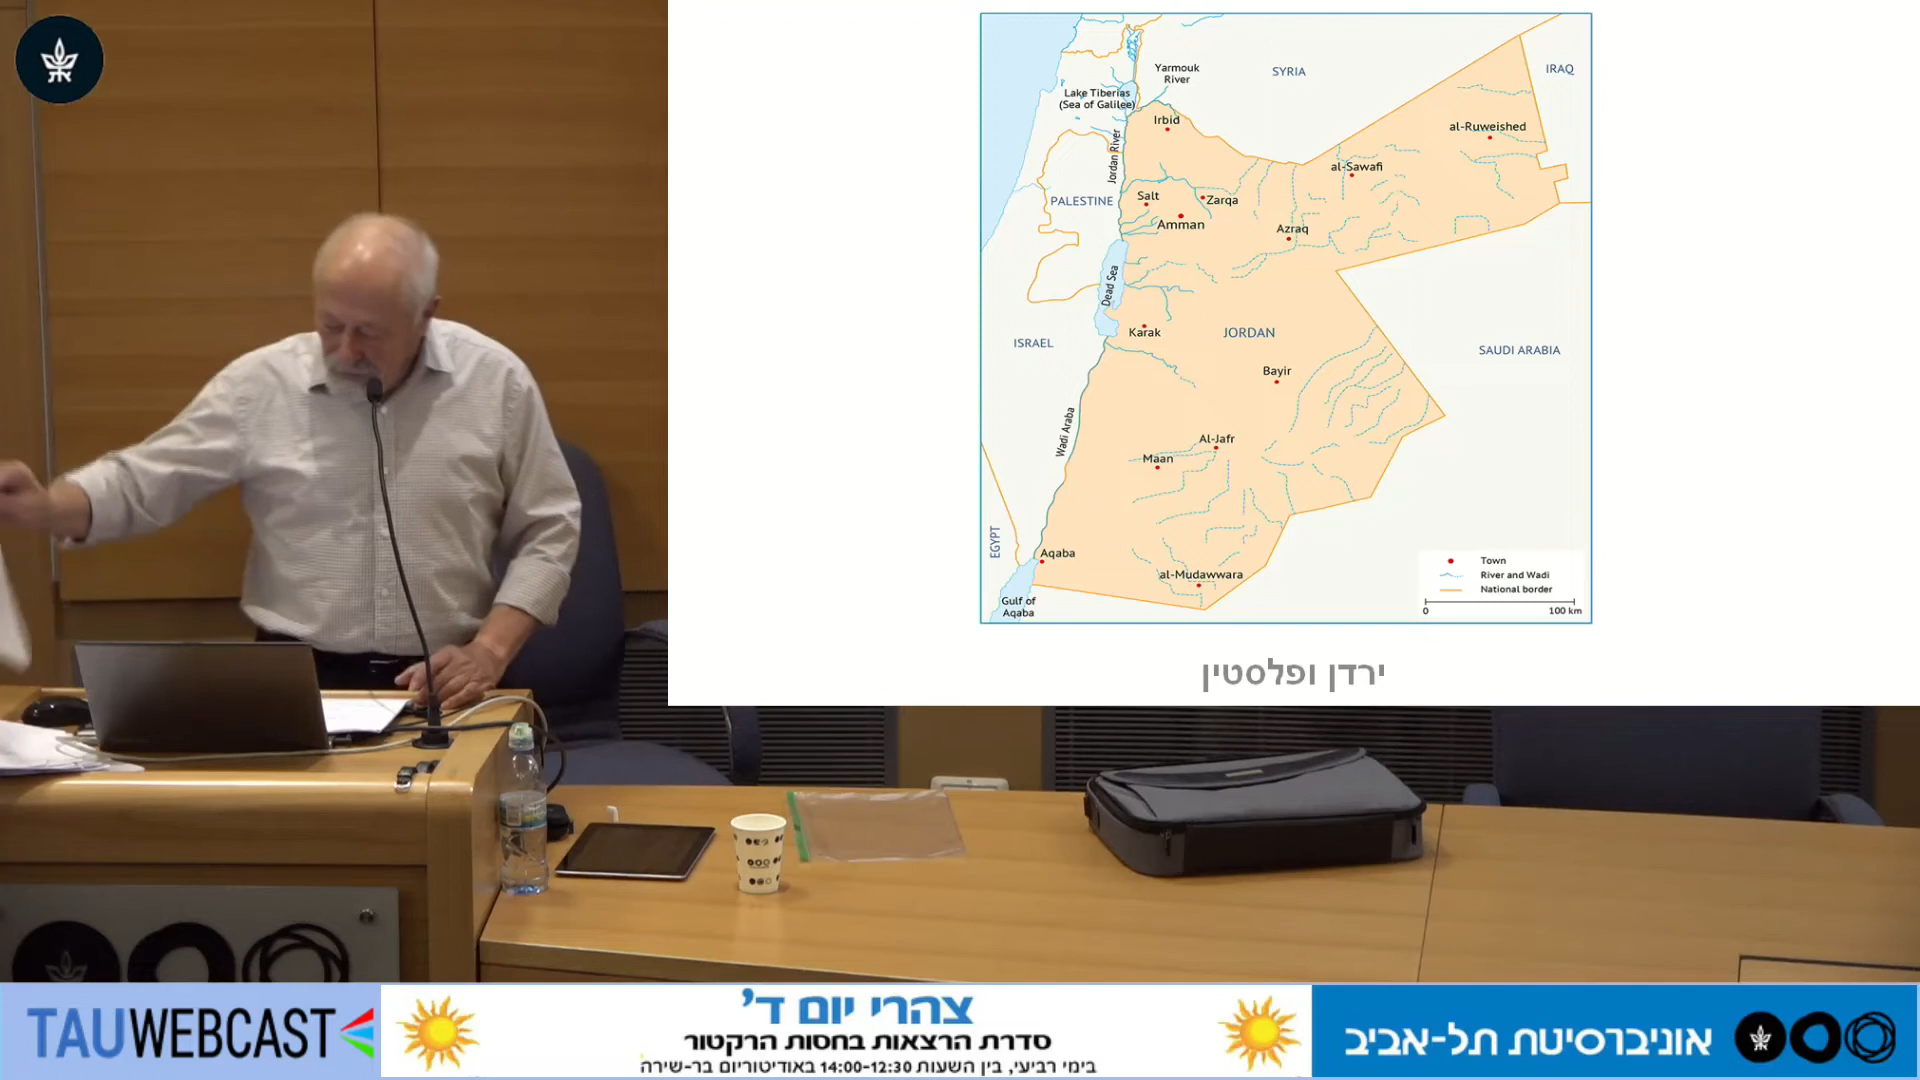 SYRIA
IRAQ
Yarmouk
River
Lake Tiberias
(Sea of Galilee)
Irbid
al-Ruweished
Jordan River
al-Sawafi
PALESTINE
Salt
Zarqa
Amman
Azraq
Dead Sea
Karak
JORDAN
ISRAEL
SAUDI ARABIA
Bayir
Wadi Araba
Al-Jafr
Maan
EGYPT
Aqaba
al-Mudawwara
Gulf of
Aqaba
Town
River and Wadi
National border
0 100 km
ירדן ופלסטין
TAUWEBCAST
צהרי יום ד'
סדרת הרצאות בחסות הרקטור
בימי רביעי, בין השעות 14:00-12:30 באודיטוריום בר-שירה
אוניברסיטת תל-אביב